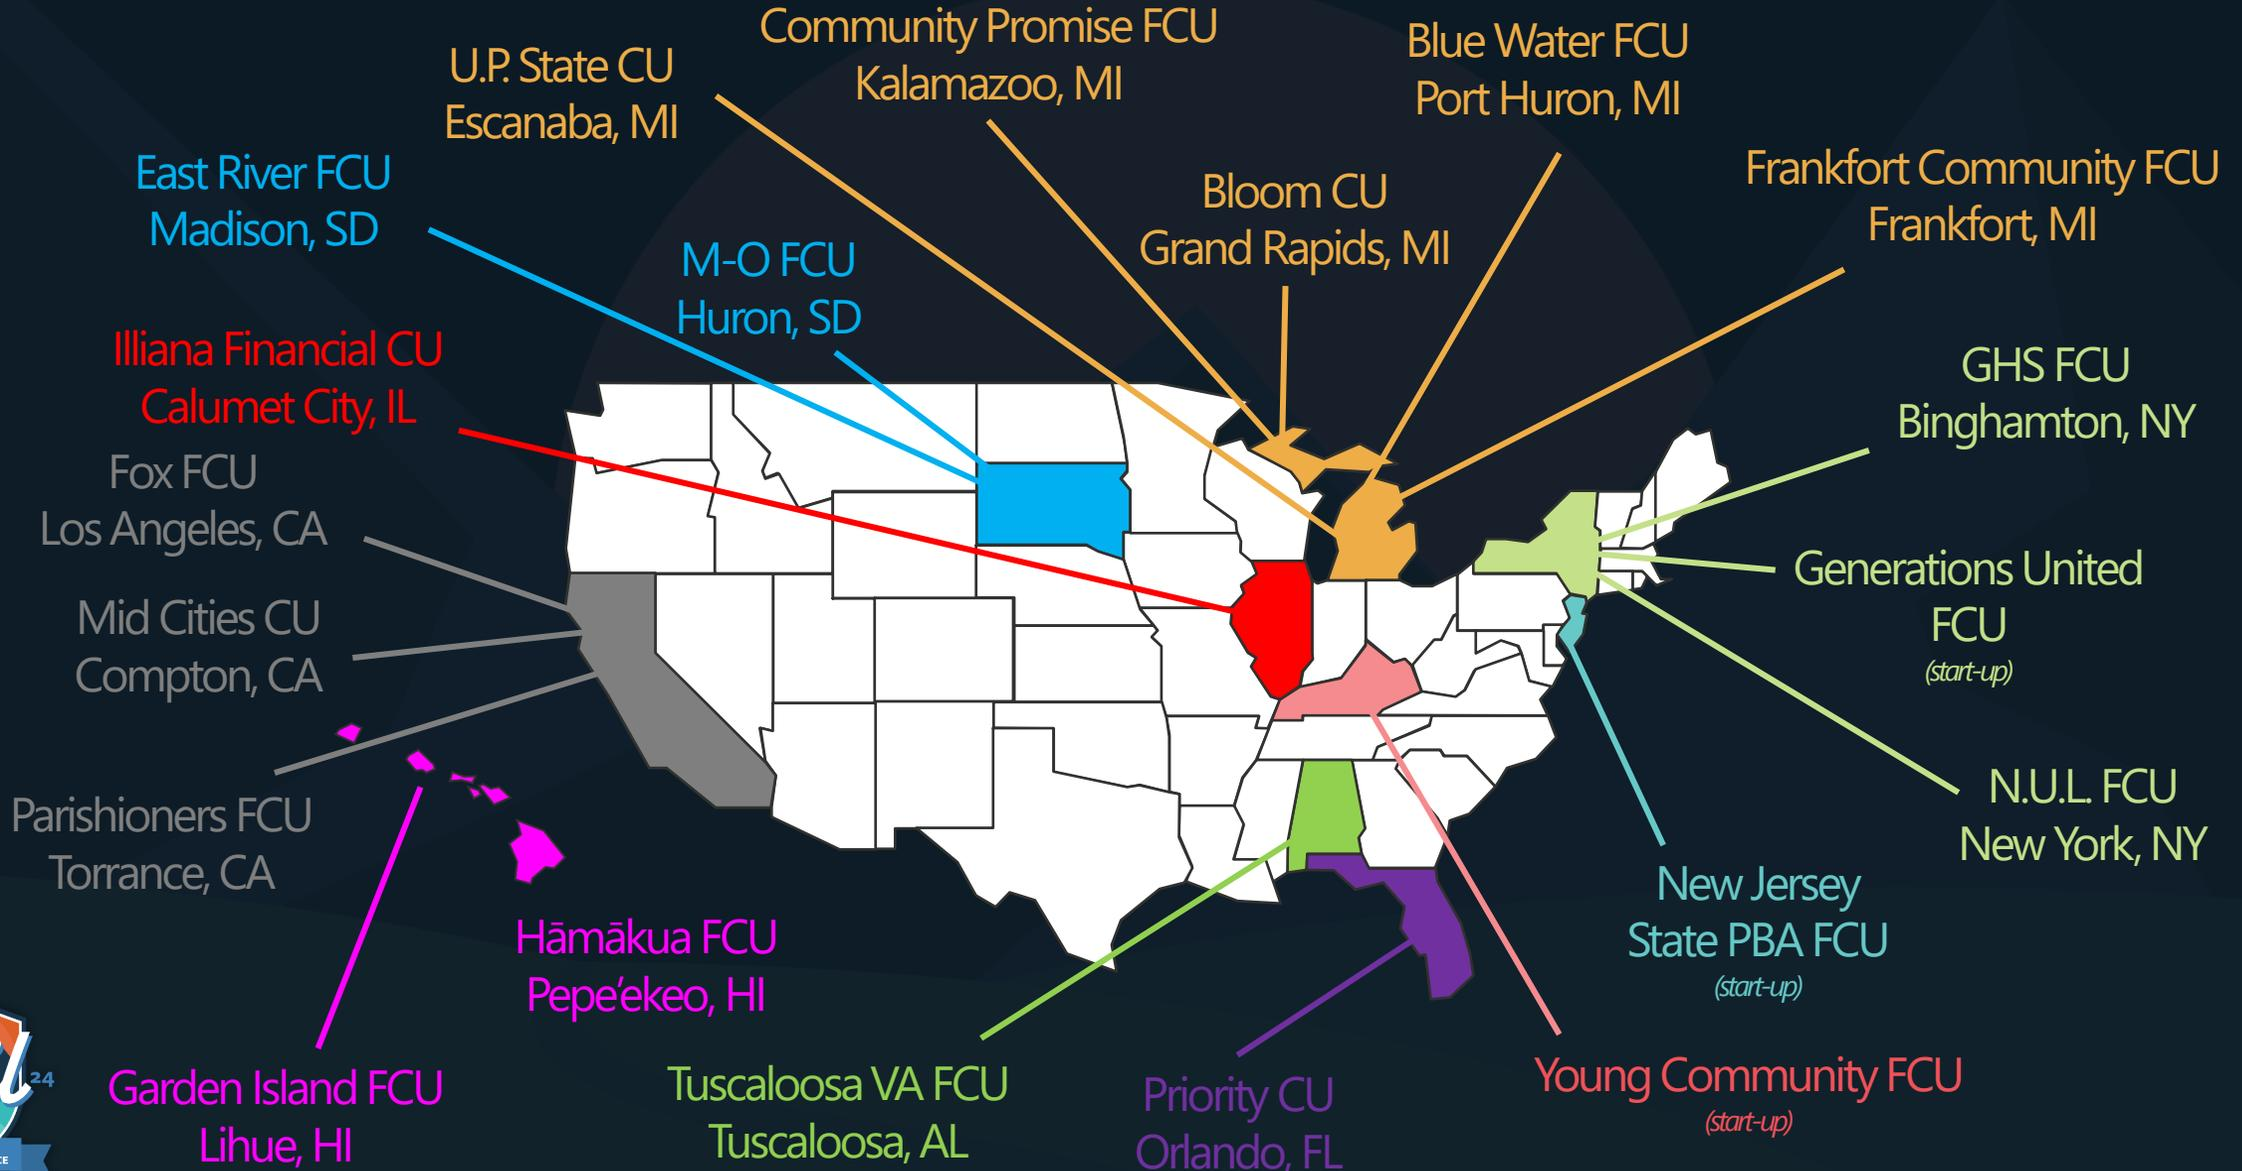 Community Promise FCU
Kalamazoo, MI
U.P. State CU
Escanaba, MI
Blue Water FCU
Port Huron, MI
East River FCU
Madison, SD
Bloom CU
Grand Rapids, MI
Frankfort Community FCU
Frankfort, MI
M-O FCU
Huron, SD
Illiana Financial CU
Calumet City, IL
GHS FCU
Binghamton, NY
Fox FCU
Los Angeles, CA
Generations United
FCU
(start-up)
Mid Cities CU
Compton, CA
N.U.L. FCU
New York, NY
Parishioners FCU
Torrance, CA
New Jersey
State PBA FCU
(start-up)
Hāmākua FCU
Pepe‘ekeo, HI
Garden Island FCU
Lihue, HI
Tuscaloosa VA FCU
Tuscaloosa, AL
Priority CU
Orlando, FL
Young Community FCU
(start-up)
24